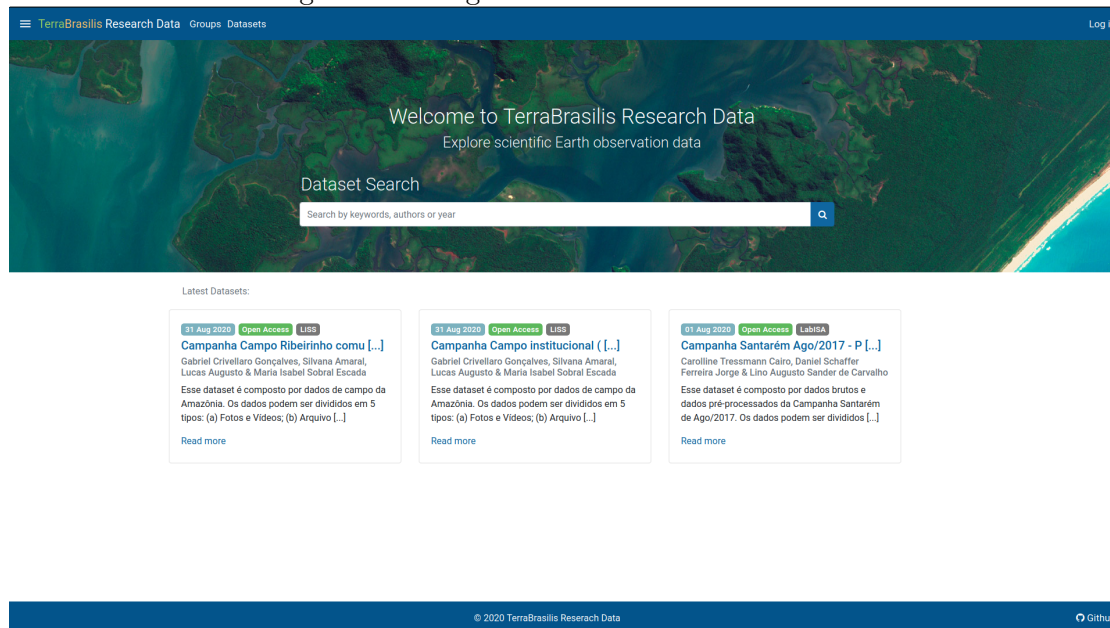 TerraBrasilis Research Data Groups Datasets Log i
Welcome to TerraBrasilis Research Data
Explore scientific Earth observation data
Dataset Search
Search by keywords, authors or year
Latest Datasets:
31 Aug 2020 Open Access LISS
Campanha Campo Ribeirinho comu [...]
Gabriel Crivellaro Gonçalves, Silvana Amaral,
Lucas Augusto & Maria Isabel Sobral Escada
Esse dataset é composto por dados de campo da
Amazônia. Os dados podem ser divididos em 5
tipos: (a) Fotos e Vídeos; (b) Arquivo [...]
Read more
31 Aug 2020 Open Access LISS
Campanha Campo institucional ( [...]
Gabriel Crivellaro Gonçalves, Silvana Amaral,
Lucas Augusto & Maria Isabel Sobral Escada
Esse dataset é composto por dados de campo da
Amazônia. Os dados podem ser divididos em 5
tipos: (a) Fotos e Vídeos; (b) Arquivo [...]
Read more
01 Aug 2020 Open Access LabISA
Campanha Santarém Ago/2017 - P [...]
Carolline Tressmann Cairo, Daniel Schaffer
Ferreira Jorge & Lino Augusto Sander de Carvalho
Esse dataset é composto por dados brutos e
dados pré-processados da Campanha Santarém
de Ago/2017. Os dados podem ser divididos [...]
Read more
© 2020 TerraBrasilis Reserach Data Githu